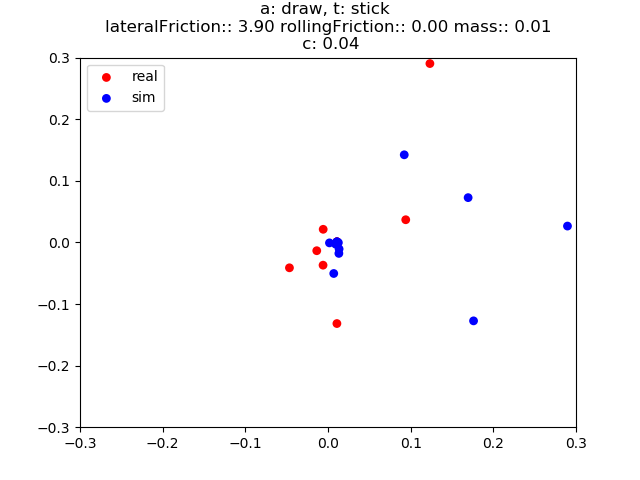 a: draw, t: stick
lateralFriction:: 3.90 rollingFriction:: 0.00 mass:: 0.01
c: 0.04
real
sim
0.3
0.2
0.1
0.0
−0.1
−0.2
−0.3
−0.3
−0.2
−0.1
0.0
0.1
0.2
0.3